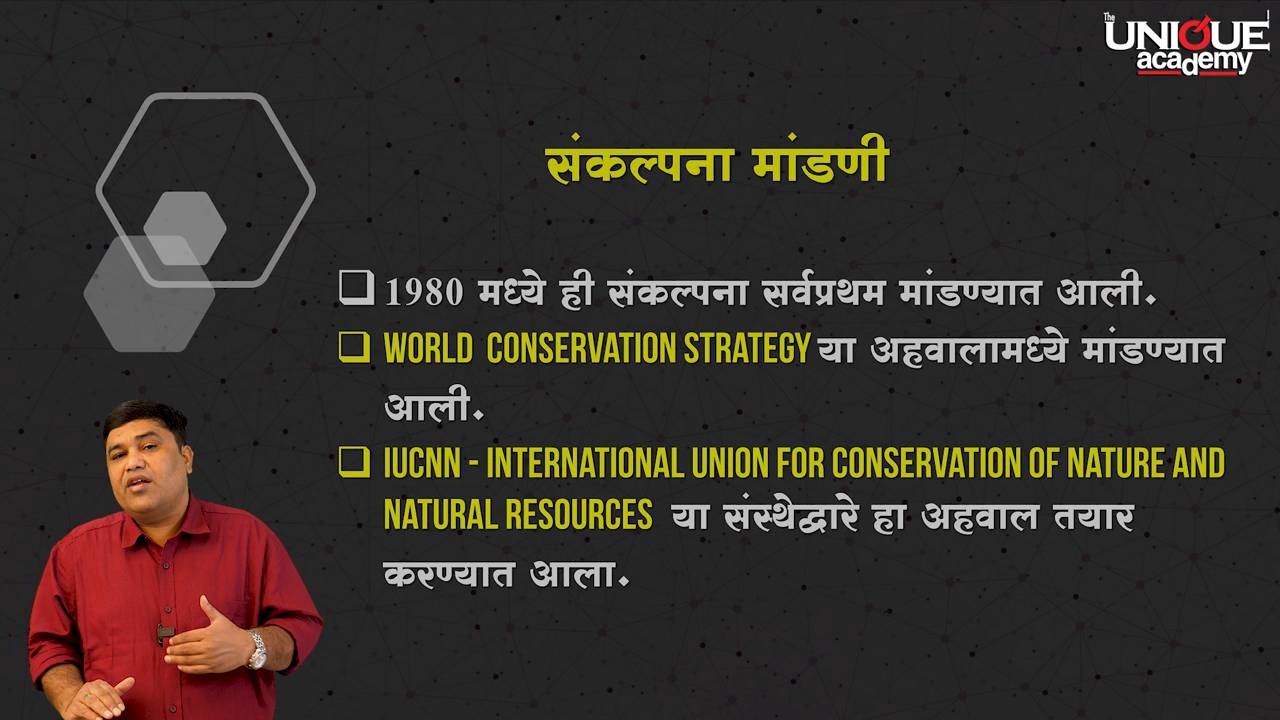 The
UNIQUE
academy
संकल्पना मांडणी
1980 मध्ये ही संकल्पना सर्वप्रथम मांडण्यात आली.
WORLD CONSERVATION STRATEGY या अहवालामध्ये मांडण्यात
आली.
IUCNN - INTERNATIONAL UNION FOR CONSERVATION OF NATURE AND
NATURAL RESOURCES या संस्थेद्वारे हा अहवाल तयार
करण्यात आला.